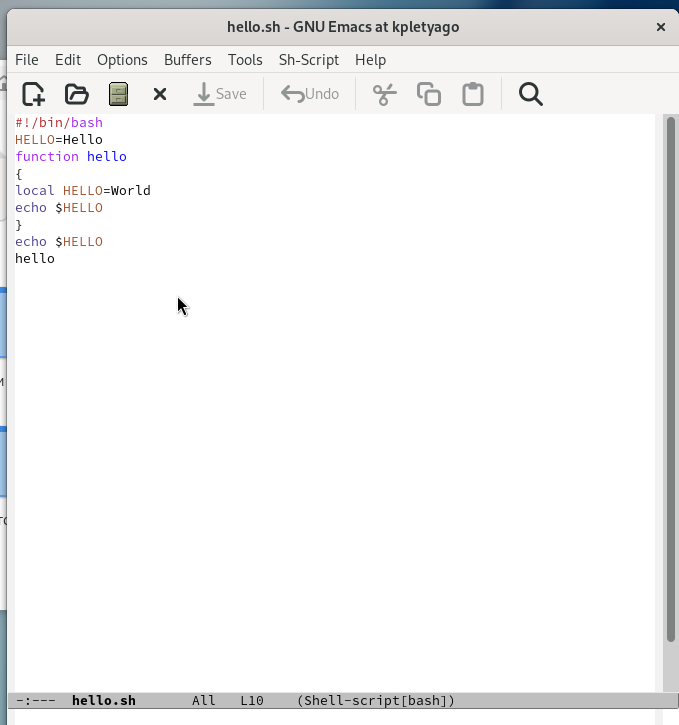 hello.sh - GNU Emacs at kpletyago
File Edit Options Buffers Tools Sh-Script Help
Save Undo
#!/bin/bash
HELLO=Hello
function hello
{
local HELLO=World
echo $HELLO
}
echo $HELLO
hello
-:--- hello.sh All L10 (Shell-script[bash])